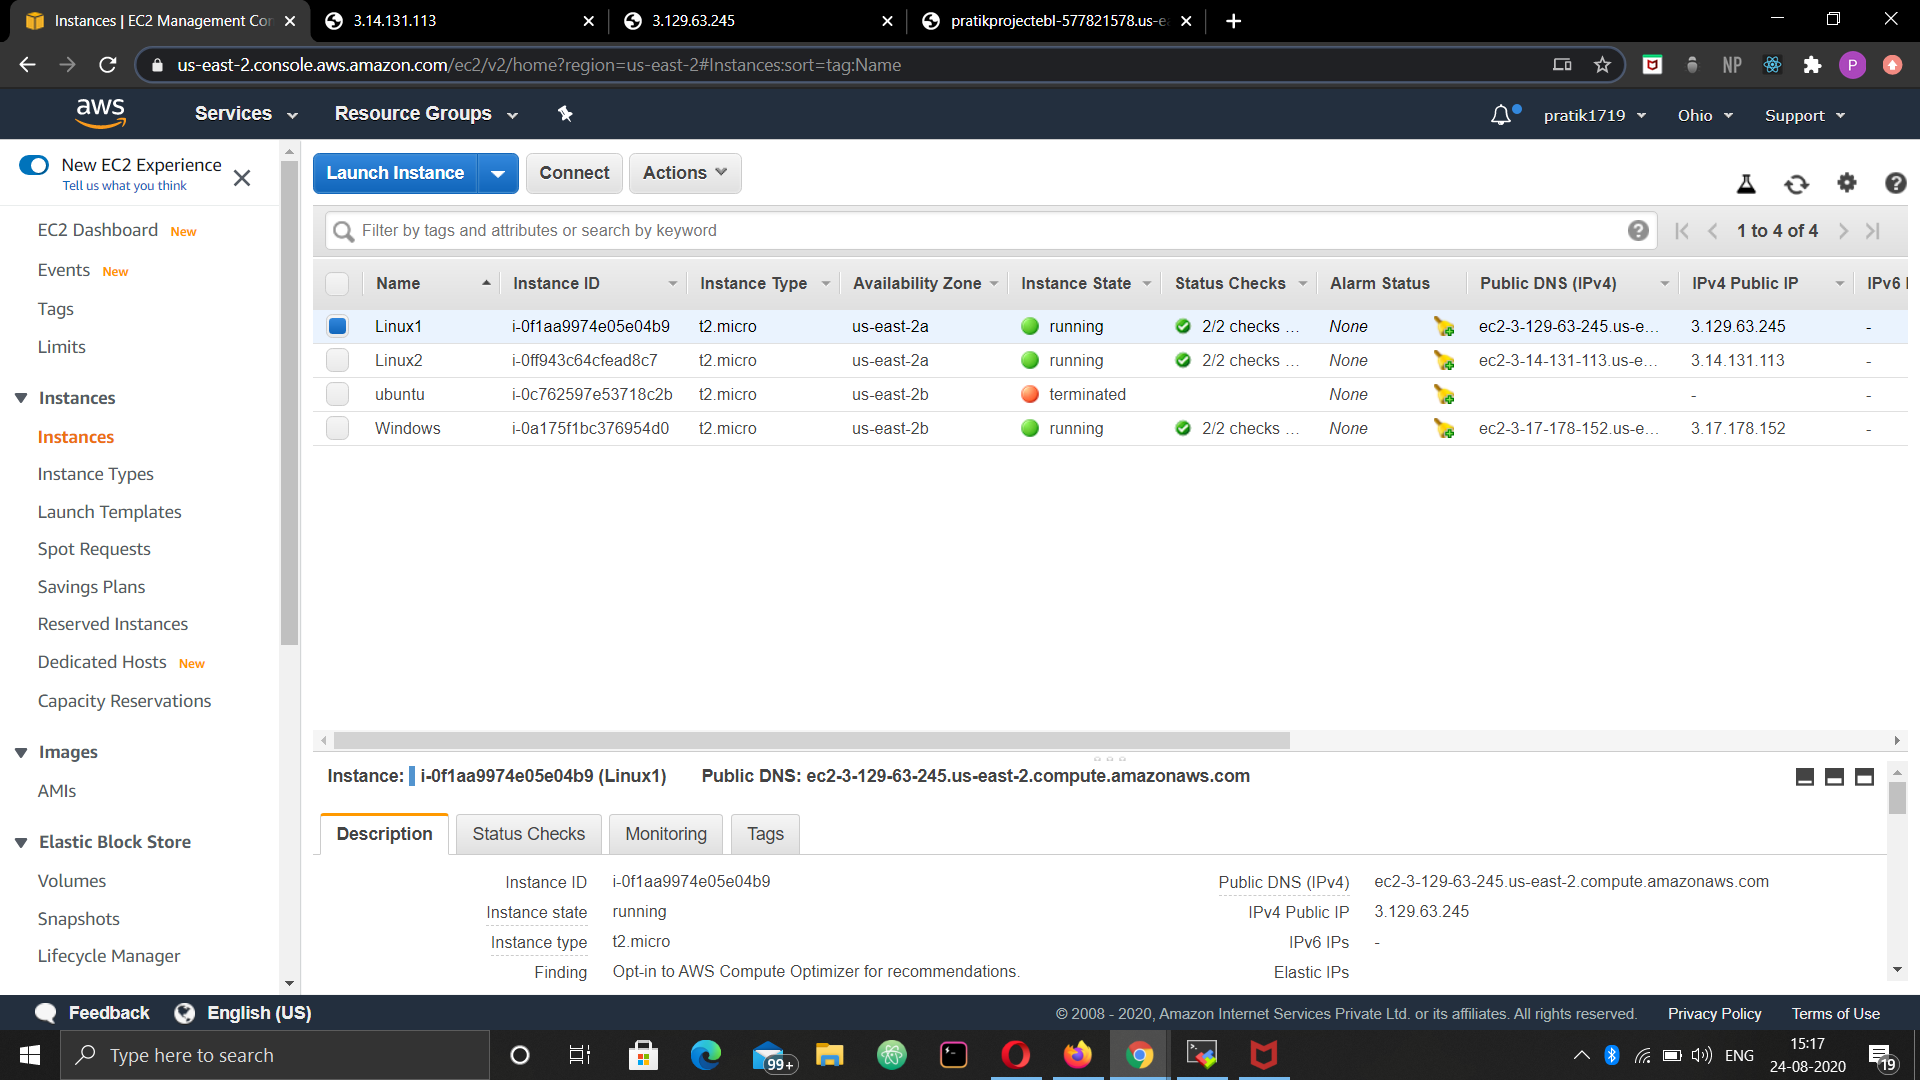 Instances | EC2 Management Con
3.14.131.113
3.129.63.245
pratikprojectebl-577821578.us-ea
us-east-2.console.aws.amazon.com/ec2/v2/home?region=us-east-2#Instances:sort=tag:Name
NP
P
aws
Services
Resource Groups
pratik1719
Ohio
Support
New EC2 Experience
Tell us what you think
EC2 Dashboard New
Events New
Tags
Limits
Instances
Instances
Instance Types
Launch Templates
Spot Requests
Savings Plans
Reserved Instances
Dedicated Hosts New
Capacity Reservations
Images
AMIs
Elastic Block Store
Volumes
Snapshots
Lifecycle Manager
Launch Instance
Connect
Actions
Filter by tags and attributes or search by keyword
1 to 4 of 4
Name Instance ID Instance Type Availability Zone Instance State Status Checks Alarm Status Public DNS (IPv4) IPv4 Public IP IPv6 I
Linux1 i-0f1aa9974e05e04b9 t2.micro us-east-2a running 2/2 checks ... None ec2-3-129-63-245.us-e... 3.129.63.245 -
Linux2 i-0ff943c64cfead8c7 t2.micro us-east-2a running 2/2 checks ... None ec2-3-14-131-113.us-e... 3.14.131.113 -
ubuntu i-0c762597e53718c2b t2.micro us-east-2b terminated None - -
Windows i-0a175f1bc376954d0 t2.micro us-east-2b running 2/2 checks ... None ec2-3-17-178-152.us-e... 3.17.178.152 -
Instance: i-0f1aa9974e05e04b9 (Linux1) Public DNS: ec2-3-129-63-245.us-east-2.compute.amazonaws.com
Description
Status Checks
Monitoring
Tags
Instance ID i-0f1aa9974e05e04b9
Instance state running
Instance type t2.micro
Finding Opt-in to AWS Compute Optimizer for recommendations.
Public DNS (IPv4) ec2-3-129-63-245.us-east-2.compute.amazonaws.com
IPv4 Public IP 3.129.63.245
IPv6 IPs -
Elastic IPs
Feedback
English (US)
© 2008 - 2020, Amazon Internet Services Private Ltd. or its affiliates. All rights reserved.
Privacy Policy
Terms of Use
Type here to search
99+
ENG
15:17
24-08-2020
19